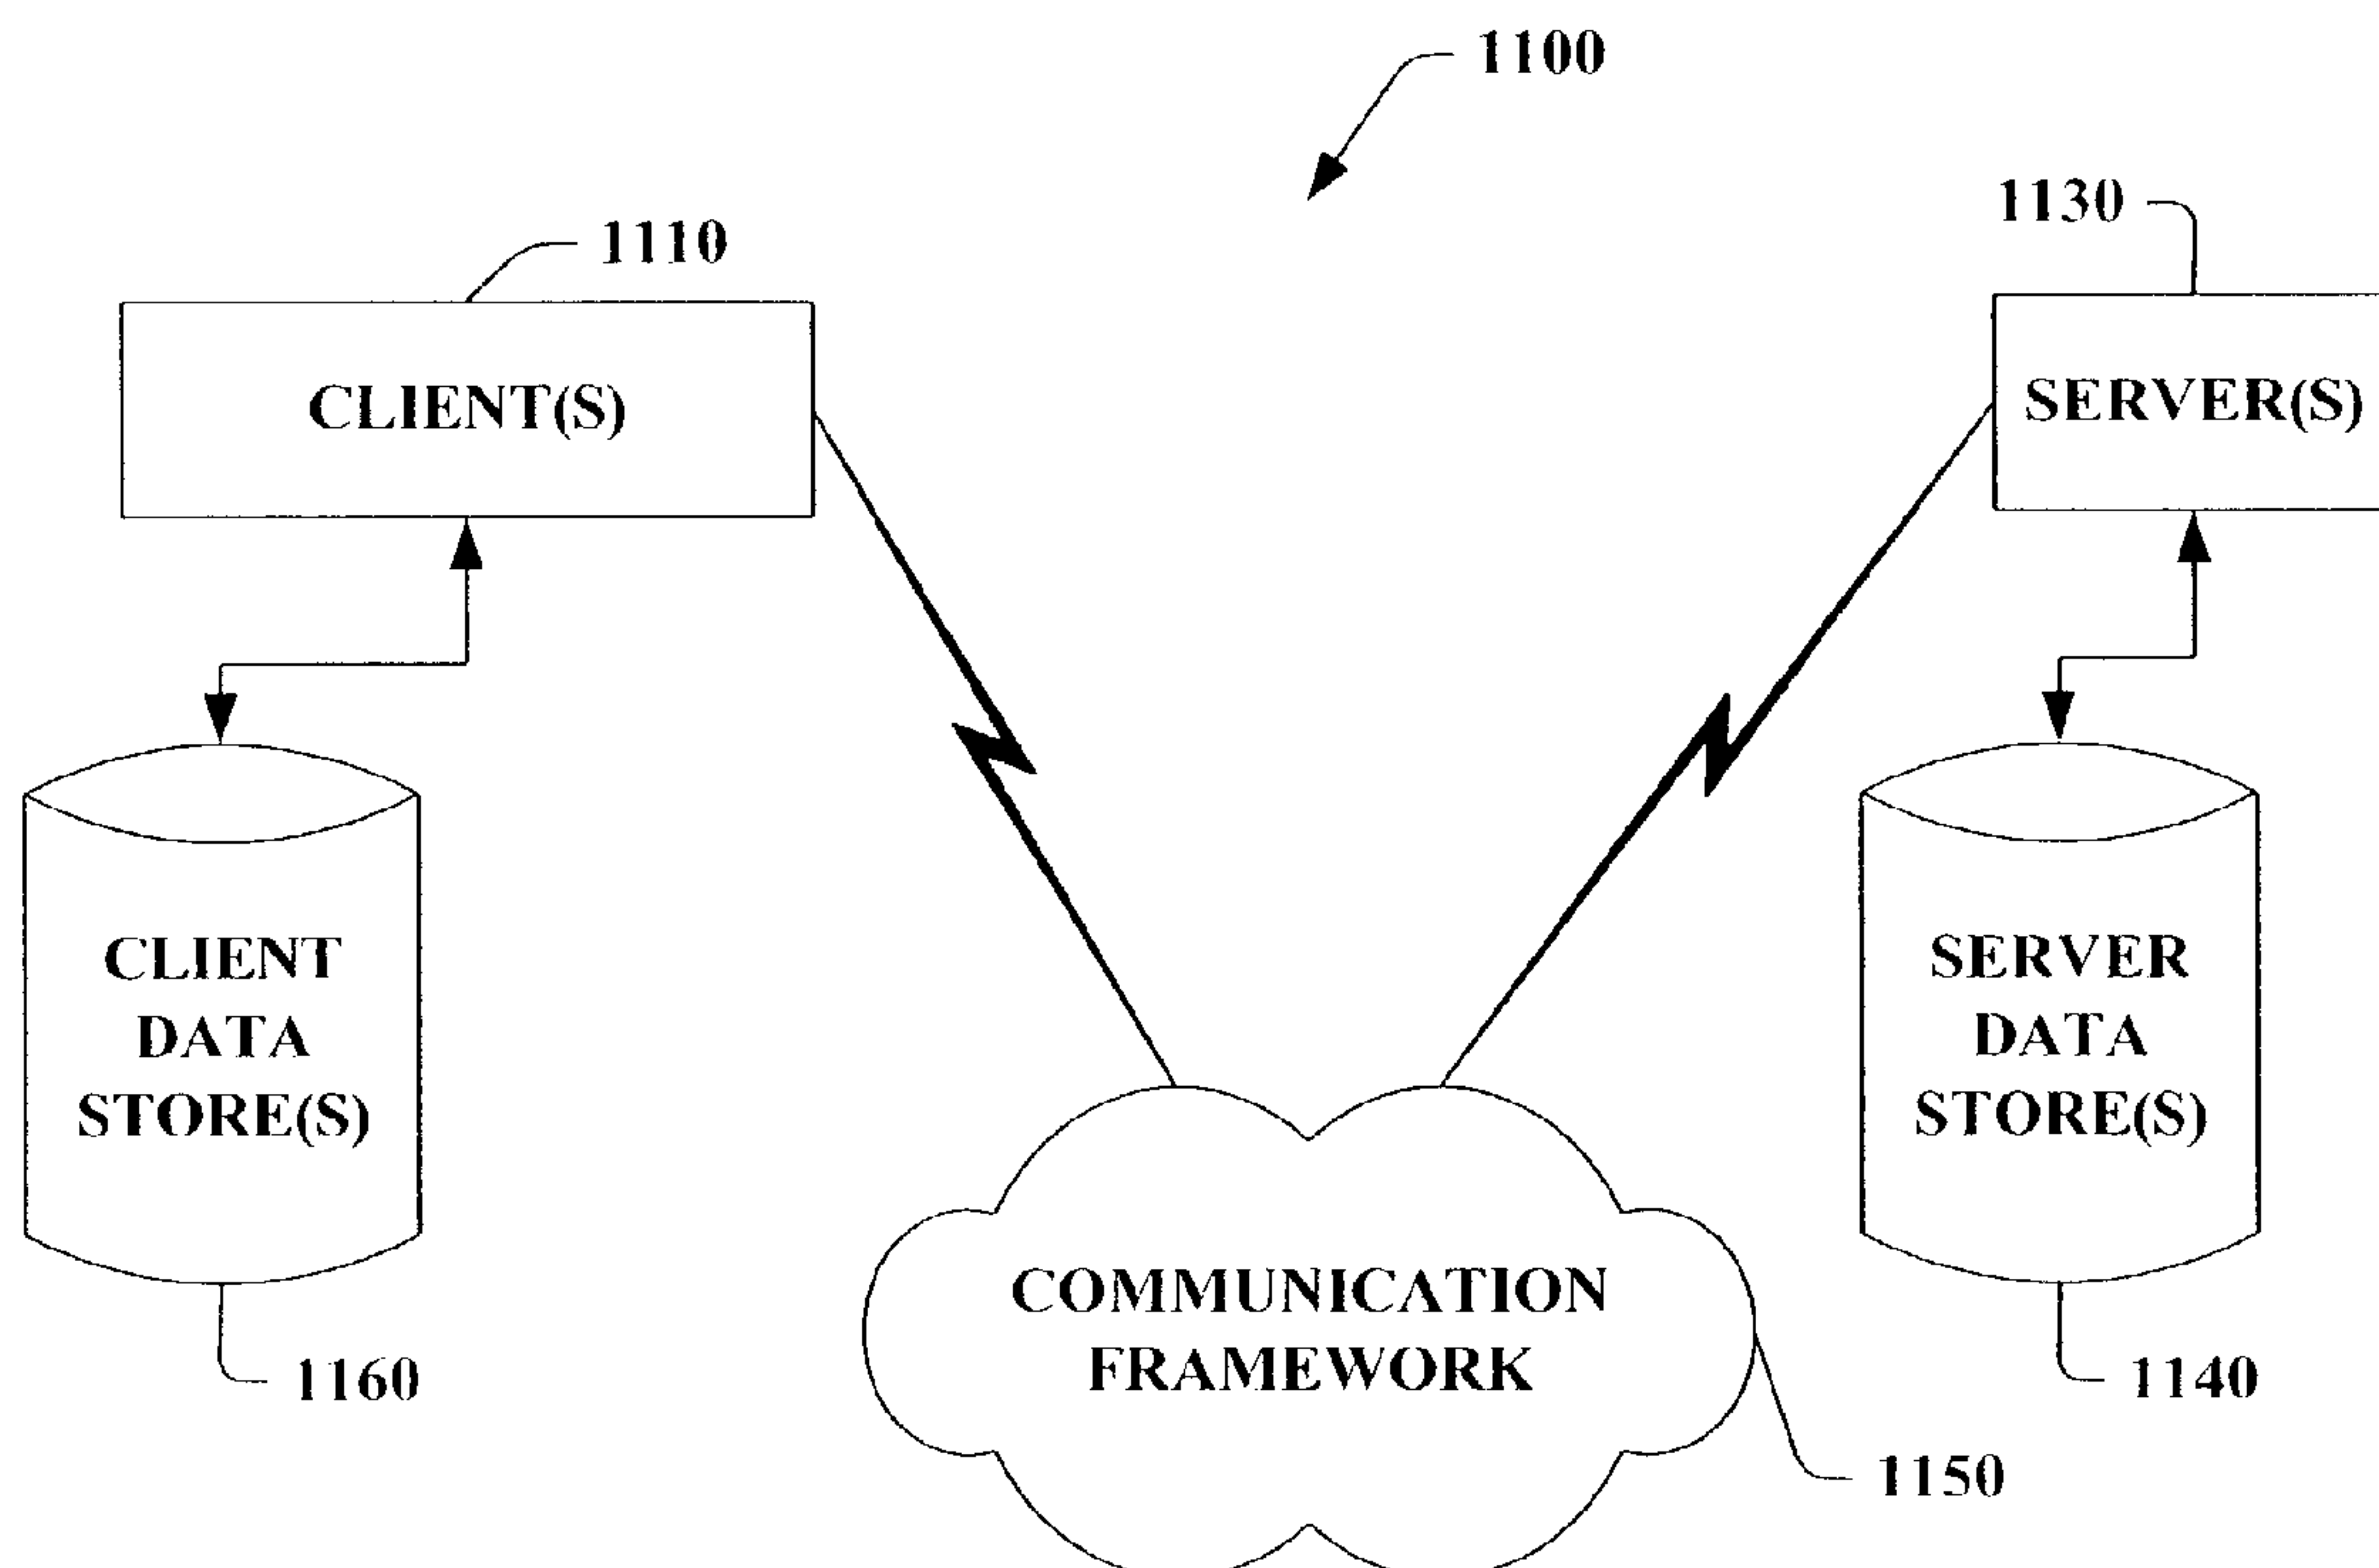 1100
1130
1110
CLIENT(S)
SERVER(S)
CLIENT
DATA
STORE(S)
SERVER
DATA
STORE(S)
COMMUNICATION
FRAMEWORK
1160
1140
1150